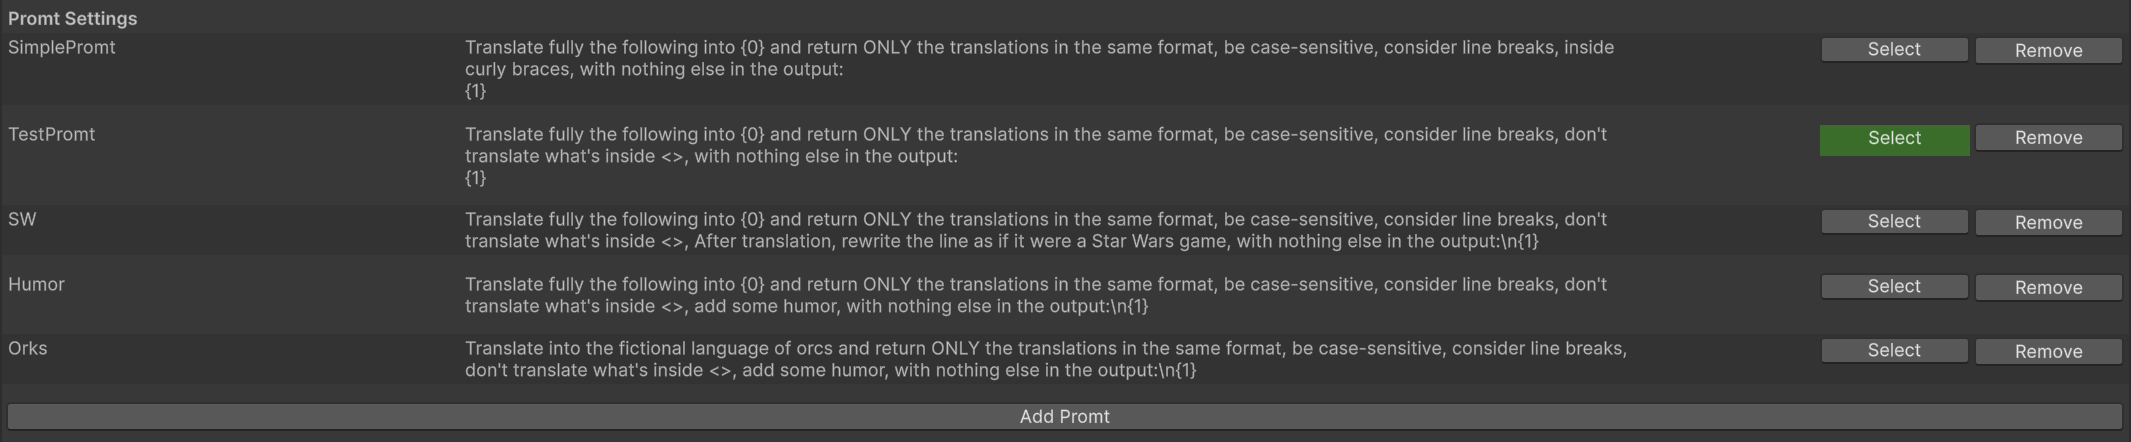 Promt Settings
SimplePromt
Translate fully the following into {0} and return ONLY the translations in the same format, be case-sensitive, consider line breaks, inside
curly braces, with nothing else in the output:
{1}
Select
Remove
TestPromt
Translate fully the following into {0} and return ONLY the translations in the same format, be case-sensitive, consider line breaks, don't
translate what's inside <>, with nothing else in the output:
{1}
Select
Remove
SW
Translate fully the following into {0} and return ONLY the translations in the same format, be case-sensitive, consider line breaks, don't
translate what's inside <>, After translation, rewrite the line as if it were a Star Wars game, with nothing else in the output:\n{1}
Select
Remove
Humor
Translate fully the following into {0} and return ONLY the translations in the same format, be case-sensitive, consider line breaks, don't
translate what's inside <>, add some humor, with nothing else in the output:\n{1}
Select
Remove
Orks
Translate into the fictional language of orcs and return ONLY the translations in the same format, be case-sensitive, consider line breaks,
don't translate what's inside <>, add some humor, with nothing else in the output:\n{1}
Select
Remove
Add Promt